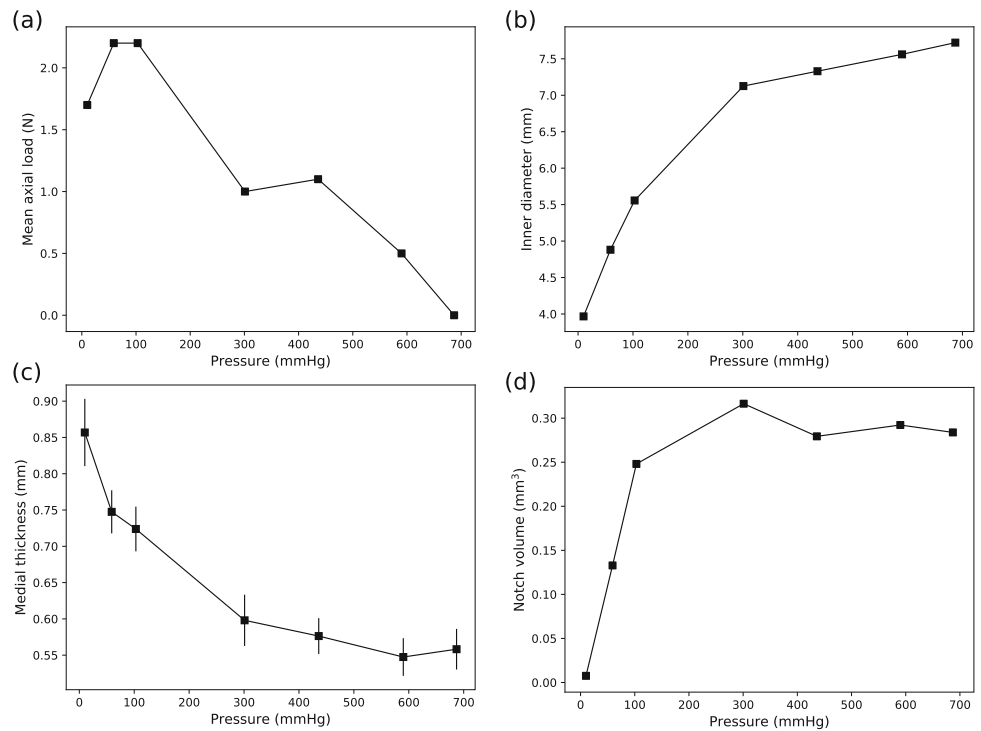 (a)
2.0
1.5
1.0
0.5
0.0
Mean axial load (N)
0 100 200 300 400 500 600 700
Pressure (mmHg)
(b)
7.5
7.0
6.5
6.0
5.5
5.0
4.5
4.0
Inner diameter (mm)
0 100 200 300 400 500 600 700
Pressure (mmHg)
(c)
0.90
0.85
0.80
0.75
0.70
0.65
0.60
0.55
Medial thickness (mm)
0 100 200 300 400 500 600 700
Pressure (mmHg)
(d)
0.30
0.25
0.20
0.15
0.10
0.05
0.00
Notch volume (mm³)
0 100 200 300 400 500 600 700
Pressure (mmHg)